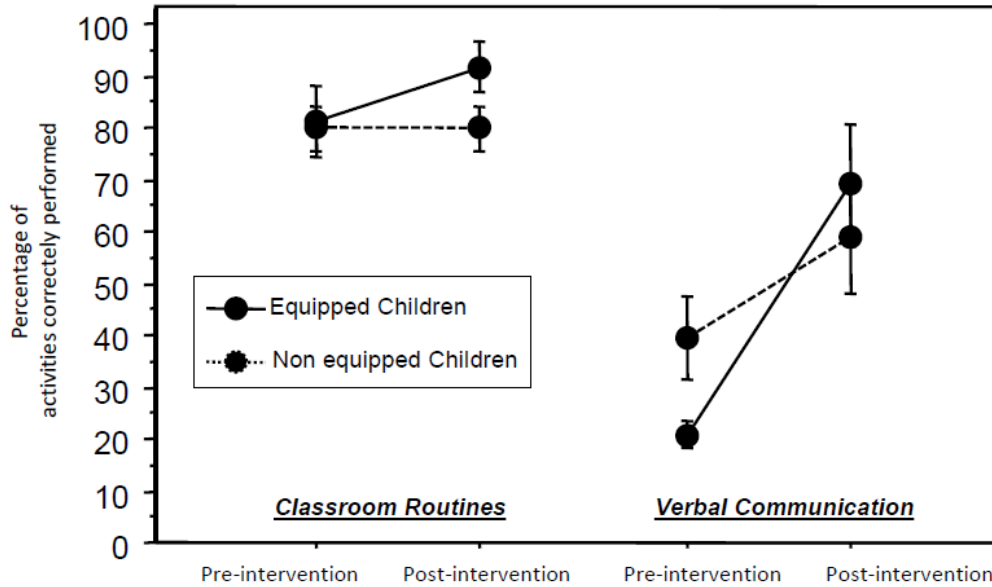 100
90
80
70
60
50
40
30
20
10
0
Percentage of
activities correctely performed
Equipped Children
Non equipped Children
Classroom Routines
Verbal Communication
Pre-intervention
Post-intervention
Pre-intervention
Post-intervention